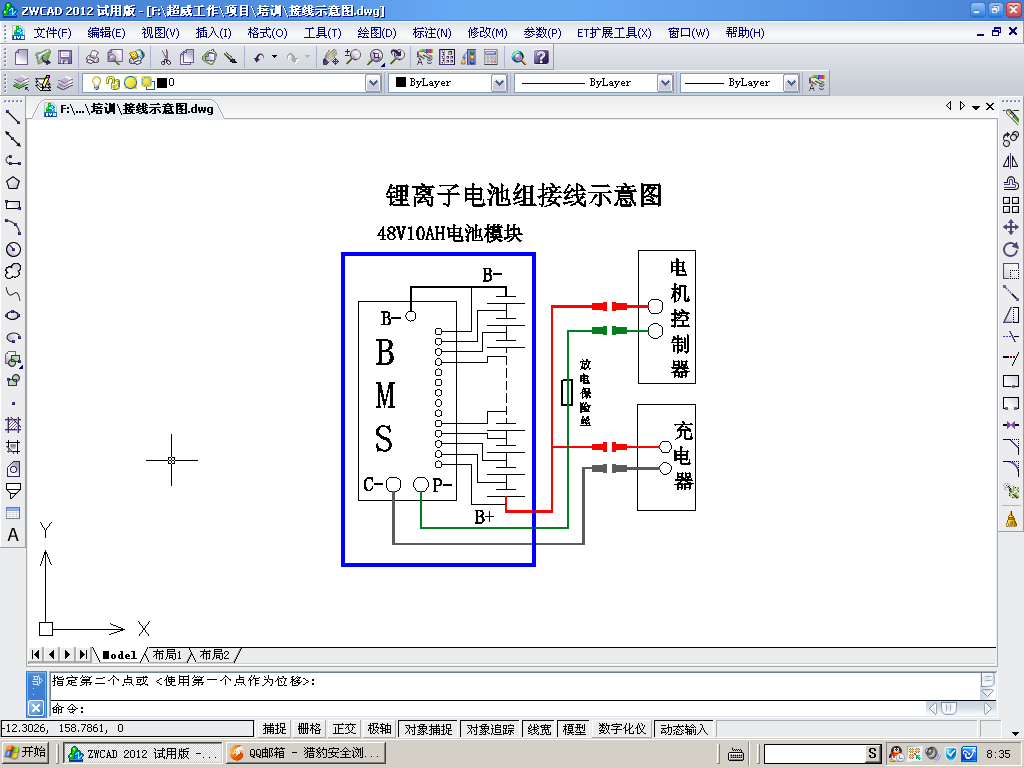 ZWCAD 2012 试用版 - [F:\超威工作\项目\培训\接线示意图.dwg]
文件(F) 编辑(E) 视图(V) 插入(I) 格式(O) 工具(T) 绘图(D) 标注(N) 修改(M) 参数(P) ET扩展工具(X) 窗口(W) 帮助(H)
0 ByLayer ByLayer ByLayer
F:\...\培训\接线示意图.dwg
锂离子电池组接线示意图
48V10AH电池模块
B-
B-
BMS
C- P-
B+
电机控制器
放电保险丝
充电器
Y
X
A
Model 布局1 布局2
指定第二个点或 <使用第一个点作为位移>:
命令:
-12.3026, 158.7861, 0 捕捉 栅格 正交 极轴 对象捕捉 对象追踪 线宽 模型 数字化仪 动态输入
开始 ZWCAD 2012 试用版 -... QQ邮箱 - 猎豹安全浏... S 8:35